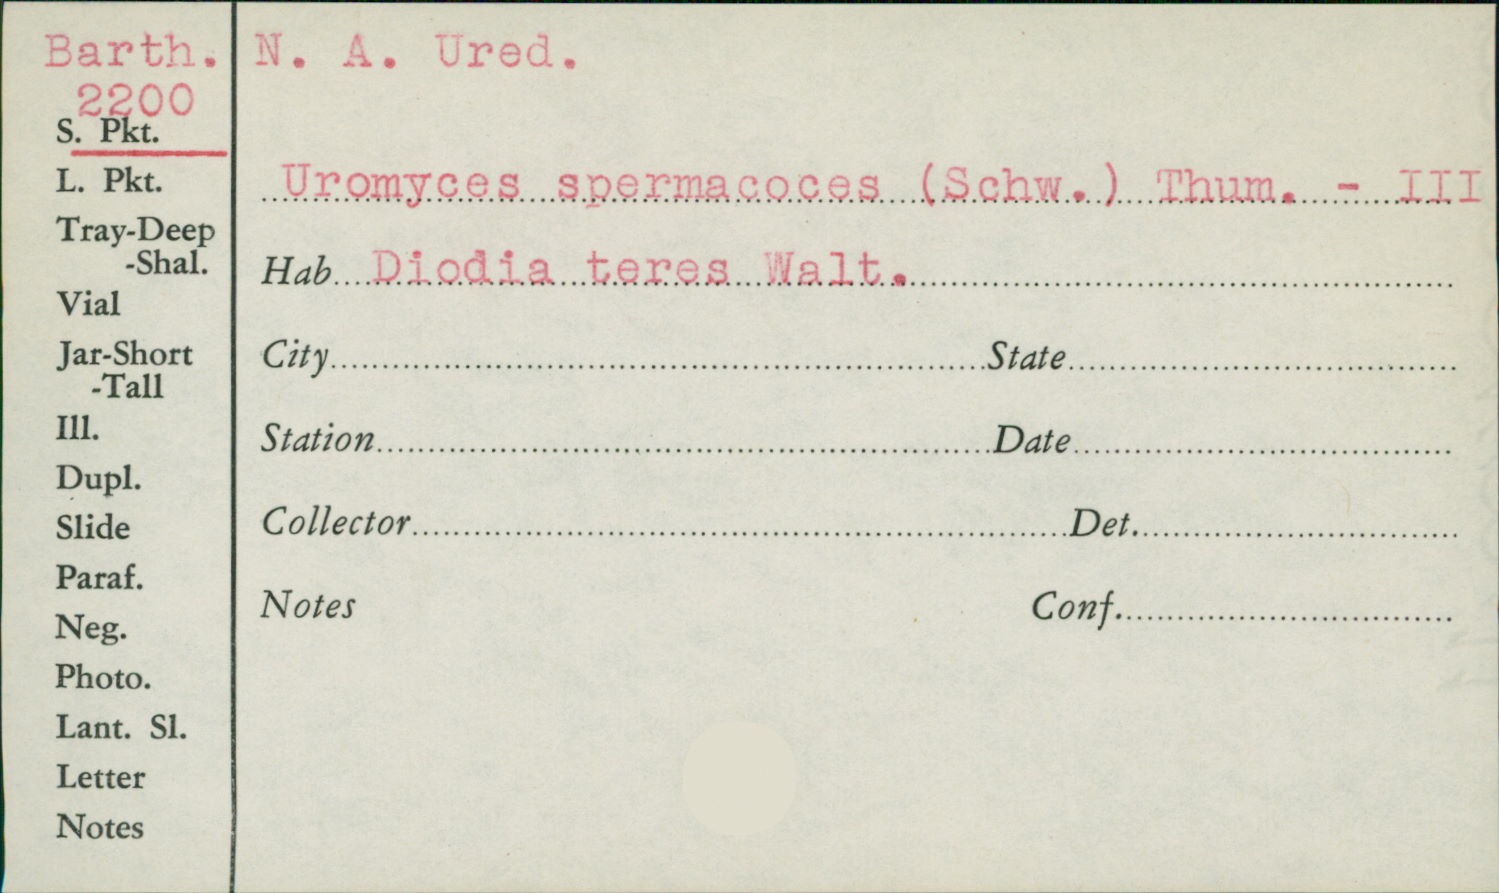 Barth. N. A. Ured.
2200
S. Pkt.
L. Pkt.
Uromyces spermacoces (Schw.) Thum. - III
Tray-Deep
-Shal.
Hab. Diodia teres Walt.
Vial
Jar-Short
-Tall
City State
Ill.
Station Date
Dupl.
Slide
Collector Det.
Paraf.
Notes Conf.
Neg.
Photo.
Lant. Sl.
Letter
Notes